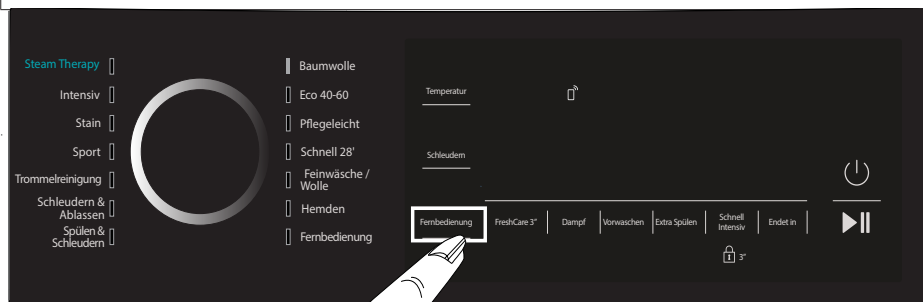 Steam Therapy
Intensiv
Stain
Sport
Trommelreinigung
Schleudern &
Ablassen
Spülen &
Schleudern
Baumwolle
Eco 40-60
Pflegeleicht
Schnell 28'
Feinwäsche /
Wolle
Hemden
Fernbedienung
Temperatur
Schleudern
Fernbedienung
FreshCare 3"
Dampf
Vorwaschen
Extra Spülen
Schnell
Intensiv
Endet in
3"